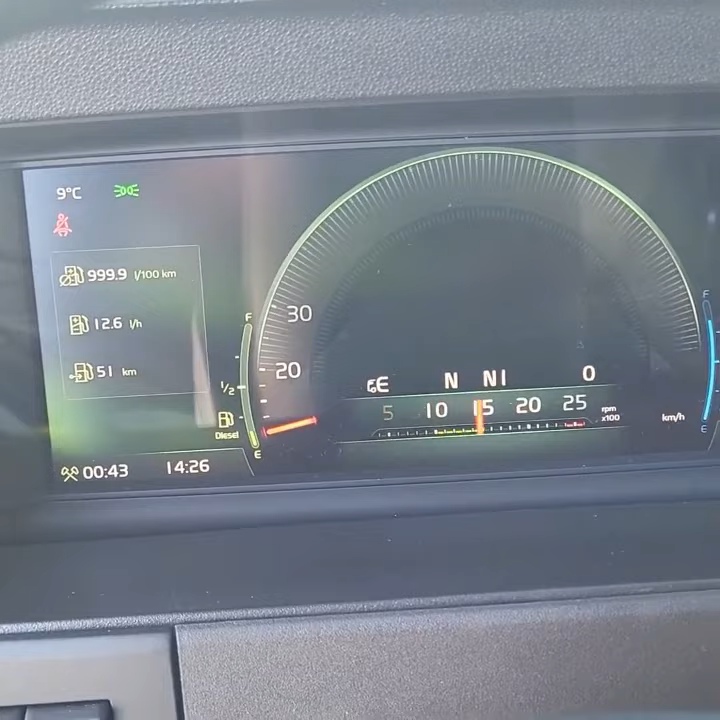 9°C
999.9 l/100 km
12.6 l/h
51 km
00:43 14:26
F
1/2
Diesel
E
30
20
E N N1 0
5 10 15 20 25 rpm x100
km/h
F
E